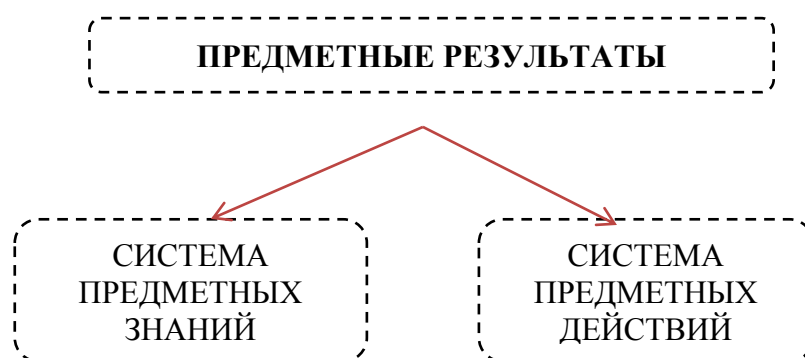 ПРЕДМЕТНЫЕ РЕЗУЛЬТАТЫ
СИСТЕМА
ПРЕДМЕТНЫХ
ЗНАНИЙ
СИСТЕМА
ПРЕДМЕТНЫХ
ДЕЙСТВИЙ